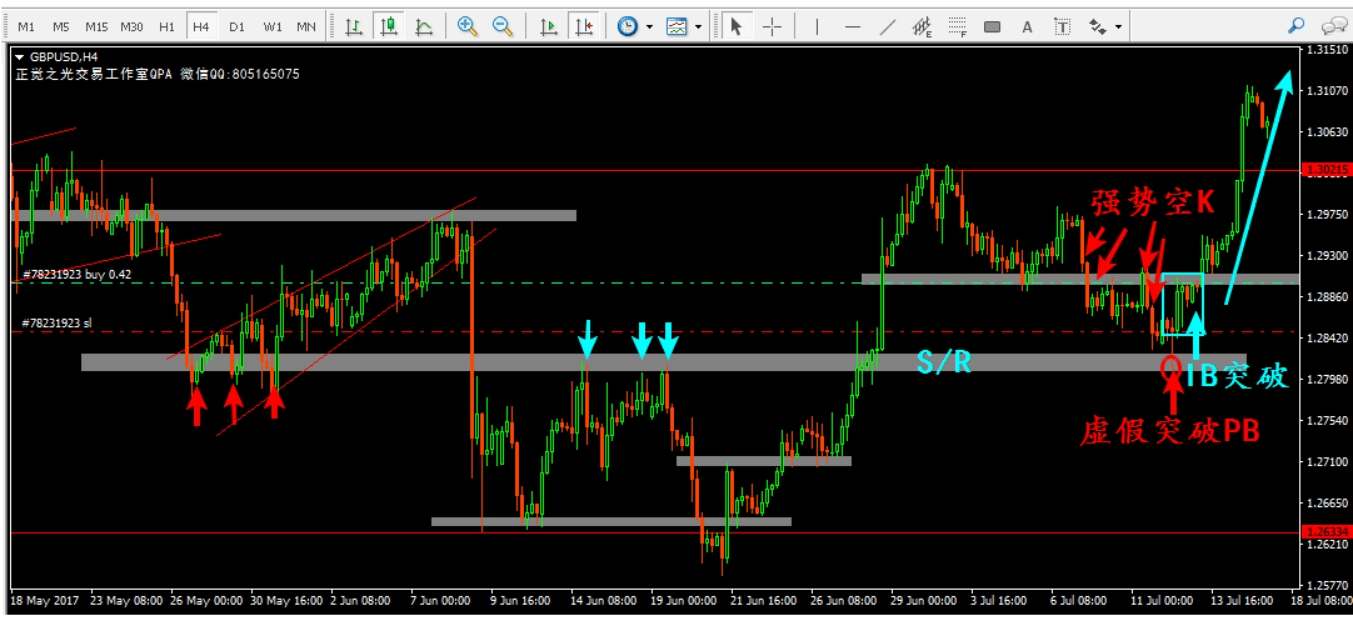 M1 M5 M15 M30 H1 H4 D1 W1 MN E F A T
GBPUSD,H4
正觉之光交易工作室QPA 微信QQ:805165075
1.31510
1.31070
1.30630
1.30215
强势空K
1.29750
1.29300
#78231923 buy 0.42
1.28860
#78231923 sl
1.28420
S/R
IB突破
1.27980
虚假突破PB
1.27540
1.27100
1.26650
1.26334
1.26210
1.25770
18 May 2017 23 May 08:00 26 May 00:00 30 May 16:00 2 Jun 08:00 7 Jun 00:00 9 Jun 16:00 14 Jun 08:00 19 Jun 00:00 21 Jun 16:00 26 Jun 08:00 29 Jun 00:00 3 Jul 16:00 6 Jul 08:00 11 Jul 00:00 13 Jul 16:00 18 Jul 08:00